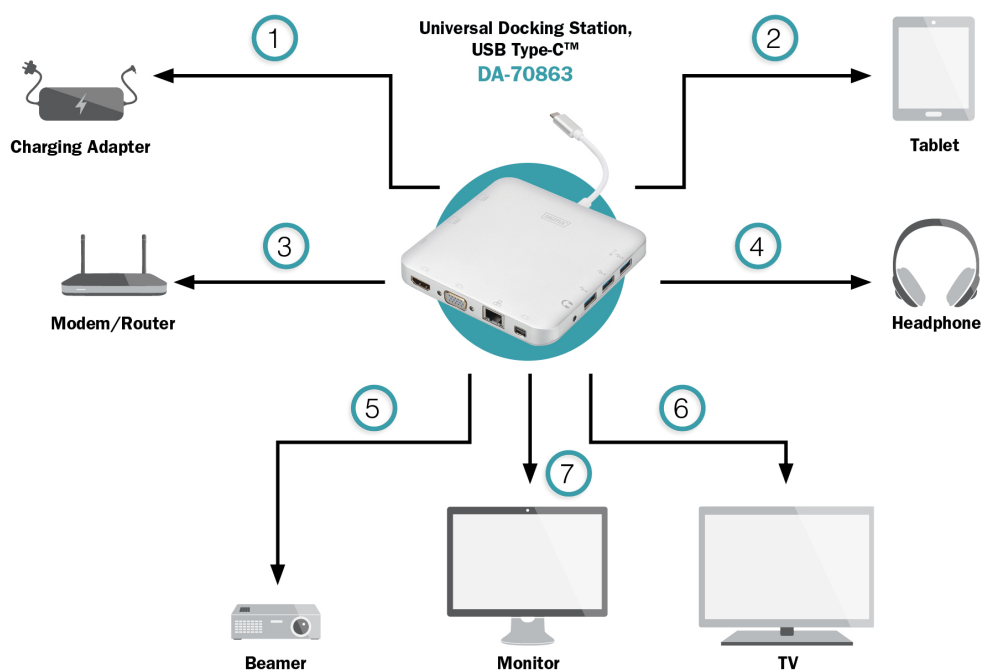 Universal Docking Station,
USB Type-C™
DA-70863
1
2
Charging Adapter
Tablet
3
4
Modem/Router
Headphone
5
6
7
Beamer
Monitor
TV